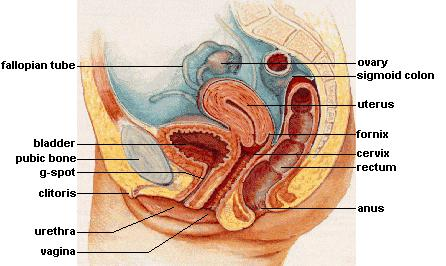 fallopian tube
bladder
pubic bone
g-spot
clitoris
urethra
vagina
ovary
sigmoid colon
uterus
fornix
cervix
rectum
anus